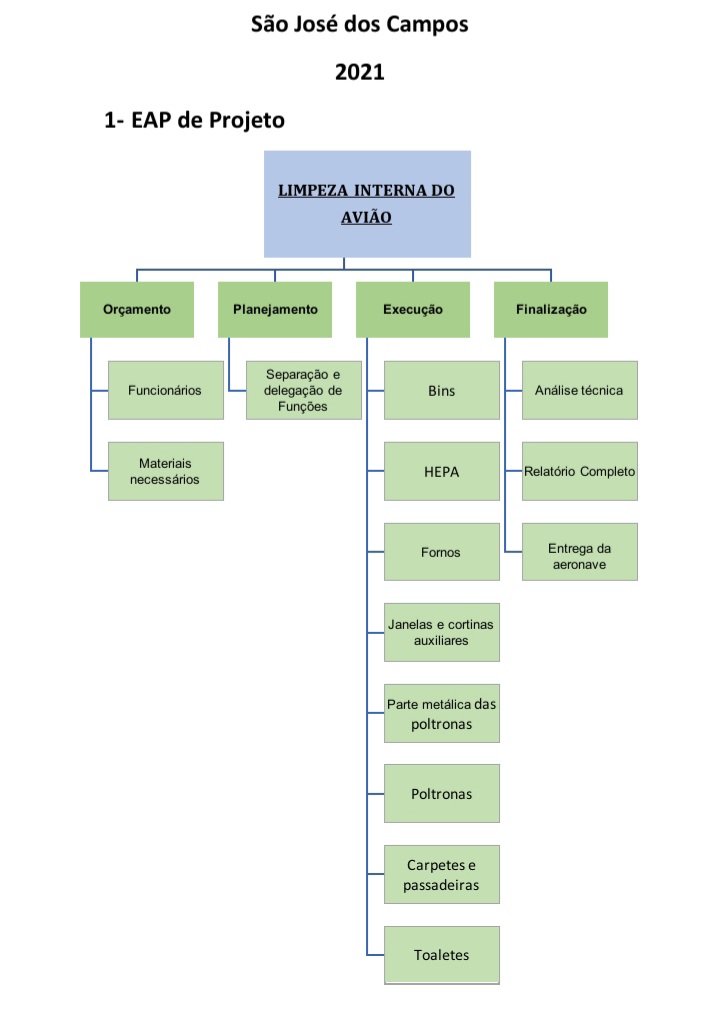 São José dos Campos
2021
1- EAP de Projeto
LIMPEZA INTERNA DO
AVIÃO
Orçamento
Planejamento
Execução
Finalização
Funcionários
Materiais
necessários
Separação e
delegação de
Funções
Bins
HEPA
Fornos
Janelas e cortinas
auxiliares
Parte metálica das
poltronas
Poltronas
Carpetes e
passadeiras
Toaletes
Análise técnica
Relatório Completo
Entrega da
aeronave